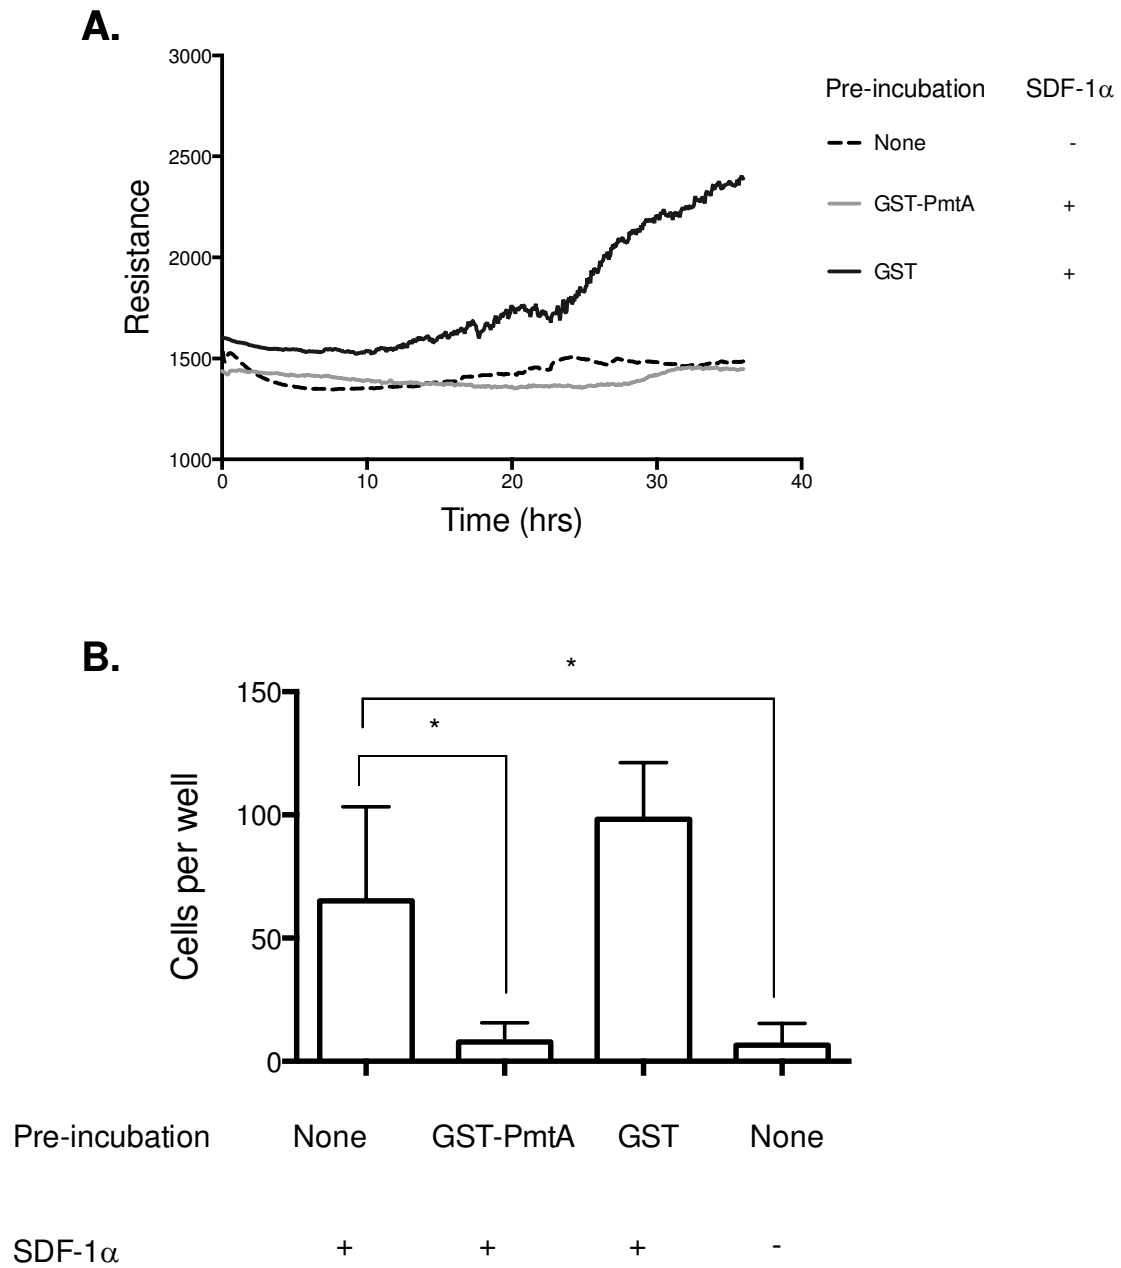 A.
3000
2500
2000
1500
1000
Resistance
0 10 20 30 40
Time (hrs)
Pre-incubation SDF-1α
None -
GST-PmtA +
GST +
B.
*
*
150
100
50
0
Cells per well
Pre-incubation None GST-PmtA GST None
SDF-1α + + + -